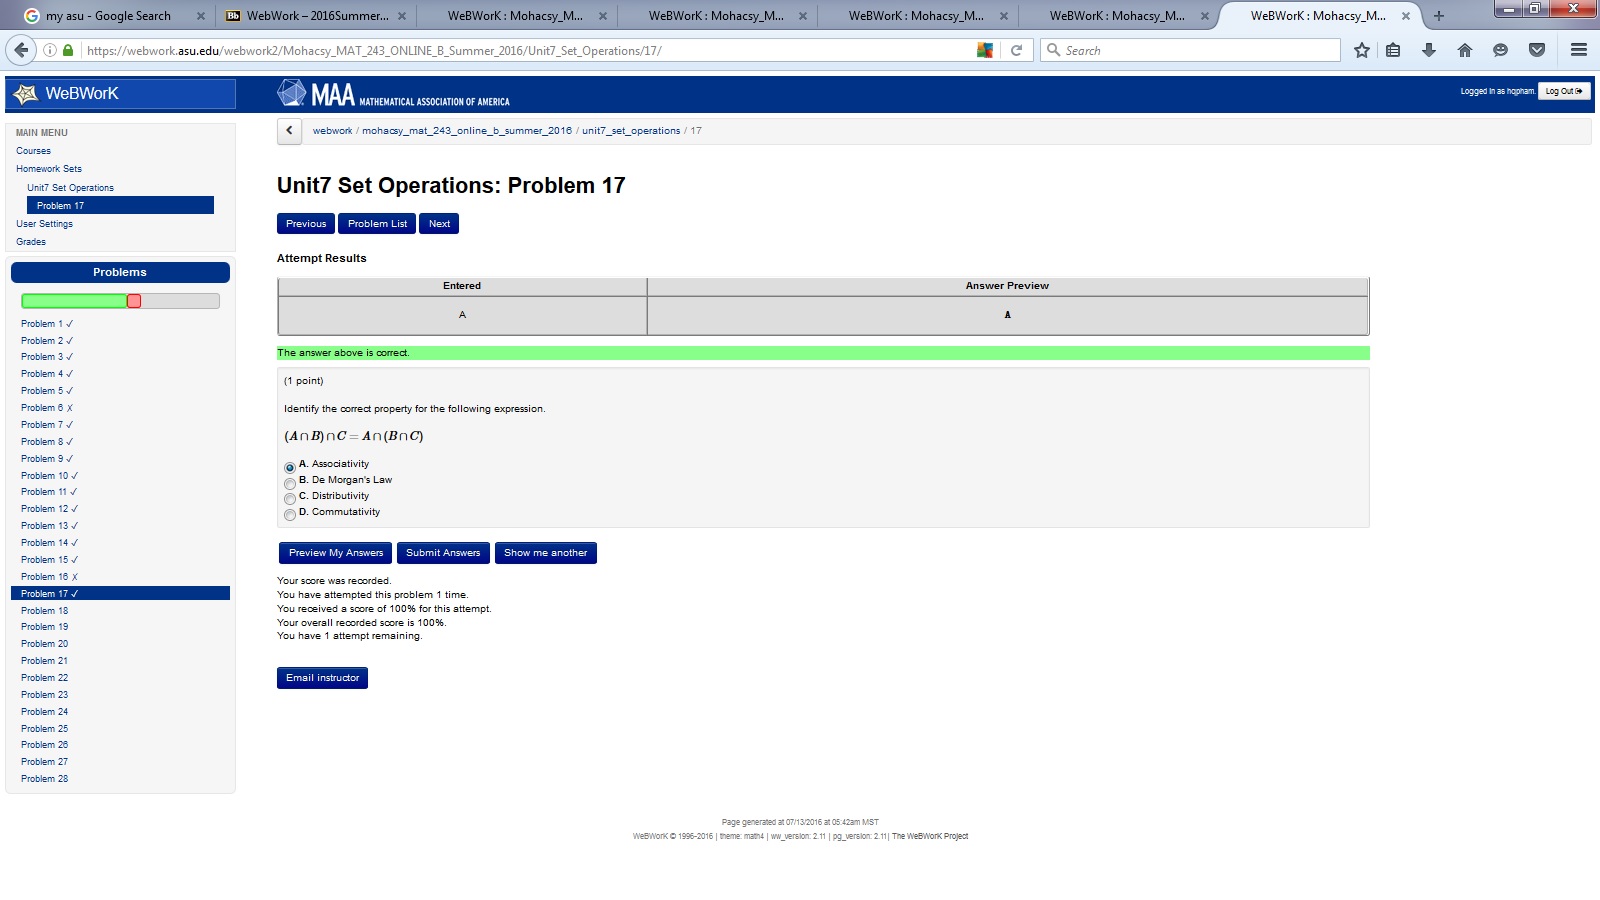 my asu - Google Search
Bb WebWork – 2016Summer...
WeBWorK : Mohacsy_M...
WeBWorK : Mohacsy_M...
WeBWorK : Mohacsy_M...
WeBWorK : Mohacsy_M...
WeBWorK : Mohacsy_M...
https://webwork.asu.edu/webwork2/Mohacsy_MAT_243_ONLINE_B_Summer_2016/Unit7_Set_Operations/17/
Search
WeBWorK
MAA MATHEMATICAL ASSOCIATION OF AMERICA
Logged in as hqpham.
Log Out
MAIN MENU
Courses
Homework Sets
Unit7 Set Operations
Problem 17
User Settings
Grades
Problems
Problem 1 ✓
Problem 2 ✓
Problem 3 ✓
Problem 4 ✓
Problem 5 ✓
Problem 6 ✗
Problem 7 ✓
Problem 8 ✓
Problem 9 ✓
Problem 10 ✓
Problem 11 ✓
Problem 12 ✓
Problem 13 ✓
Problem 14 ✓
Problem 15 ✓
Problem 16 ✗
Problem 17 ✓
Problem 18
Problem 19
Problem 20
Problem 21
Problem 22
Problem 23
Problem 24
Problem 25
Problem 26
Problem 27
Problem 28
webwork / mohacsy_mat_243_online_b_summer_2016 / unit7_set_operations / 17
Unit7 Set Operations: Problem 17
Previous Problem List Next
Attempt Results
Entered Answer Preview
A A
The answer above is correct.
(1 point)
Identify the correct property for the following expression.
(A ∩ B) ∩ C = A ∩ (B ∩ C)
A. Associativity
B. De Morgan's Law
C. Distributivity
D. Commutativity
Preview My Answers Submit Answers Show me another
Your score was recorded.
You have attempted this problem 1 time.
You received a score of 100% for this attempt.
Your overall recorded score is 100%.
You have 1 attempt remaining.
Email instructor
Page generated at 07/13/2016 at 05:42am MST
WeBWorK © 1996-2016 | theme: math4 | ww_version: 2.11 | pg_version: 2.11| The WeBWorK Project